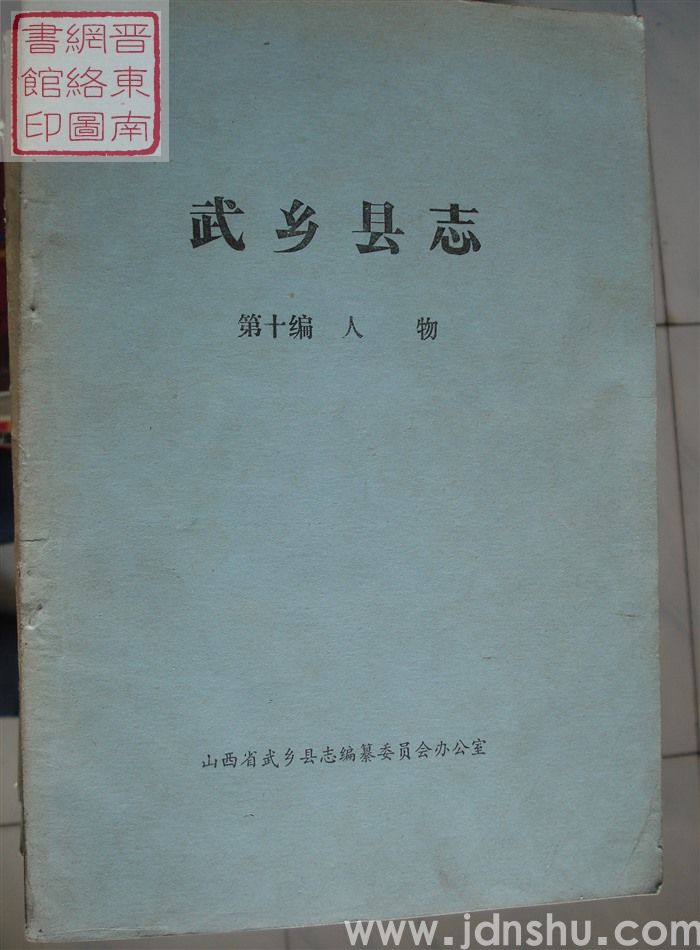 晋東南
網絡圖
書館印
武乡县志
第十编 人 物
山西省武乡县志编纂委员会办公室
www.jdnshu.com